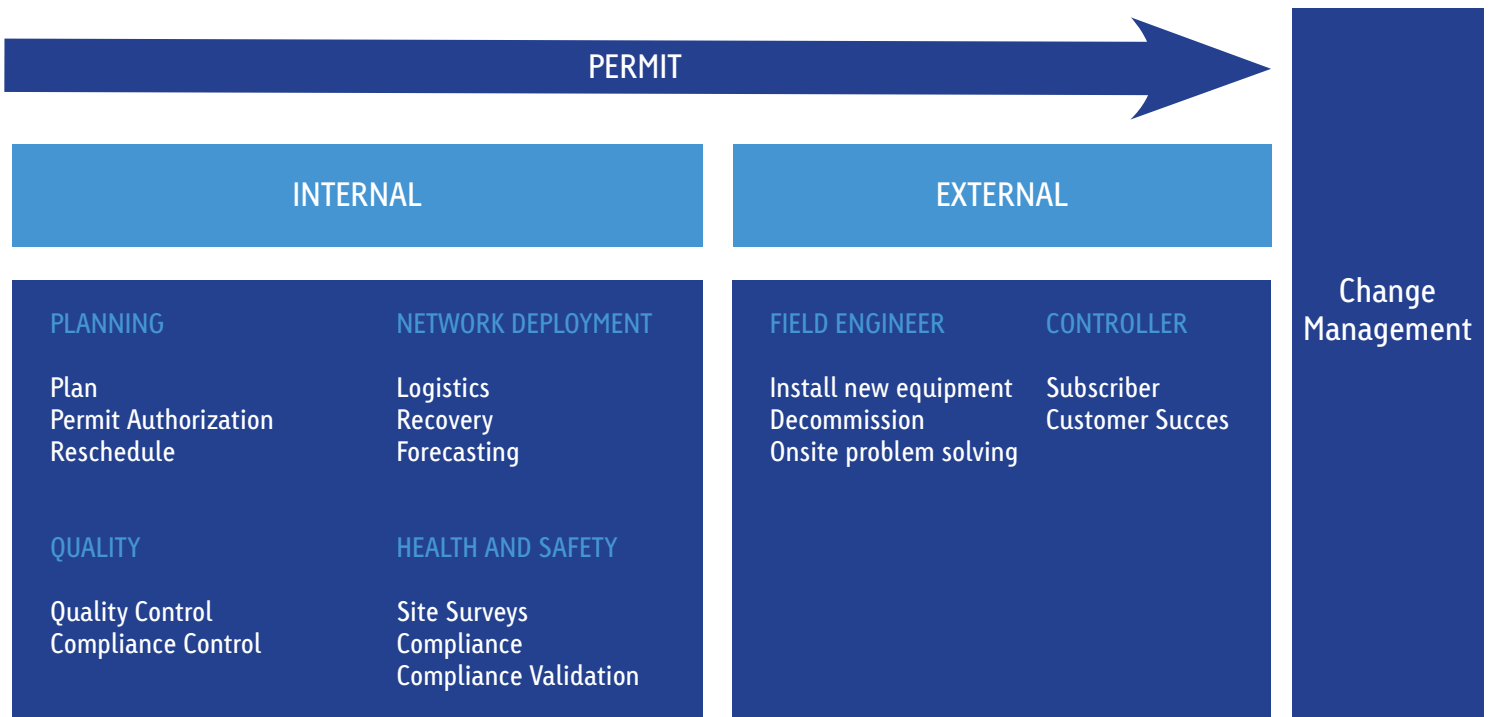 PERMIT
INTERNAL
EXTERNAL
PLANNING
Plan
Permit Authorization
Reschedule
NETWORK DEPLOYMENT
Logistics
Recovery
Forecasting
QUALITY
Quality Control
Compliance Control
HEALTH AND SAFETY
Site Surveys
Compliance
Compliance Validation
FIELD ENGINEER
Install new equipment
Decommission
Onsite problem solving
CONTROLLER
Subscriber
Customer Succes
Change
Management